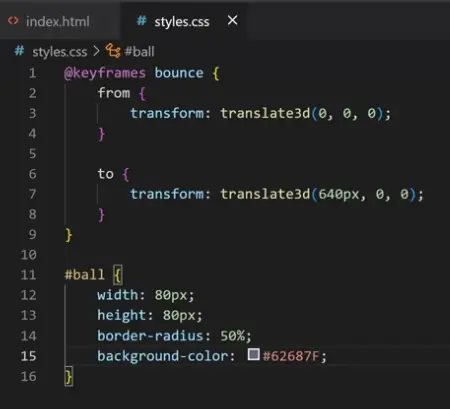 index.html styles.css
styles.css > #ball
1 @keyframes bounce {
2     from {
3         transform: translate3d(0, 0, 0);
4     }
5
6     to {
7         transform: translate3d(640px, 0, 0);
8     }
9 }
10
11 #ball {
12     width: 80px;
13     height: 80px;
14     border-radius: 50%;
15     background-color: #62687F;
16 }